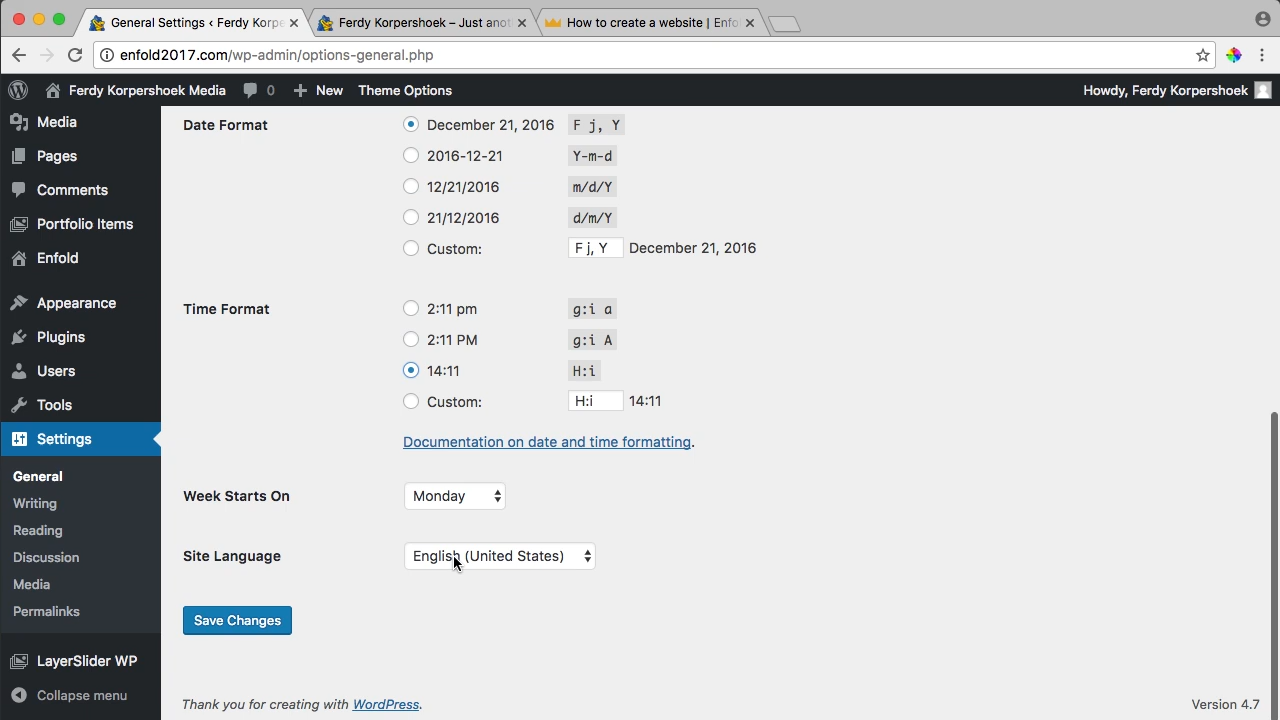 General Settings ‹ Ferdy Korpe
Ferdy Korpershoek – Just anot
How to create a website | Enfo
enfold2017.com/wp-admin/options-general.php
Ferdy Korpershoek Media
0
New
Theme Options
Howdy, Ferdy Korpershoek
Media
Pages
Comments
Portfolio Items
Enfold
Appearance
Plugins
Users
Tools
Settings
General
Writing
Reading
Discussion
Media
Permalinks
LayerSlider WP
Collapse menu
Date Format
December 21, 2016 F j, Y
2016-12-21 Y-m-d
12/21/2016 m/d/Y
21/12/2016 d/m/Y
Custom: F j, Y December 21, 2016
Time Format
2:11 pm g:i a
2:11 PM g:i A
14:11 H:i
Custom: H:i 14:11
Documentation on date and time formatting.
Week Starts On Monday
Site Language English (United States)
Save Changes
Thank you for creating with WordPress.
Version 4.7